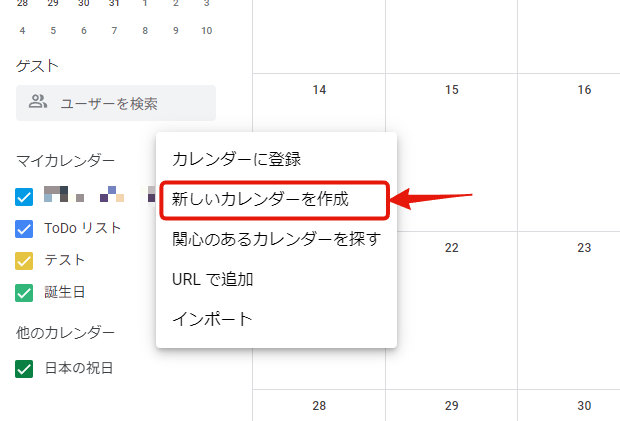 28 29 30 31 1 2 3
4 5 6 7 8 9 10
ゲスト
ユーザーを検索
マイカレンダー
ToDo リスト
テスト
誕生日
他のカレンダー
日本の祝日
カレンダーに登録
新しいカレンダーを作成
関心のあるカレンダーを探す
URL で追加
インポート
14 15 16
22 23
28 29 30